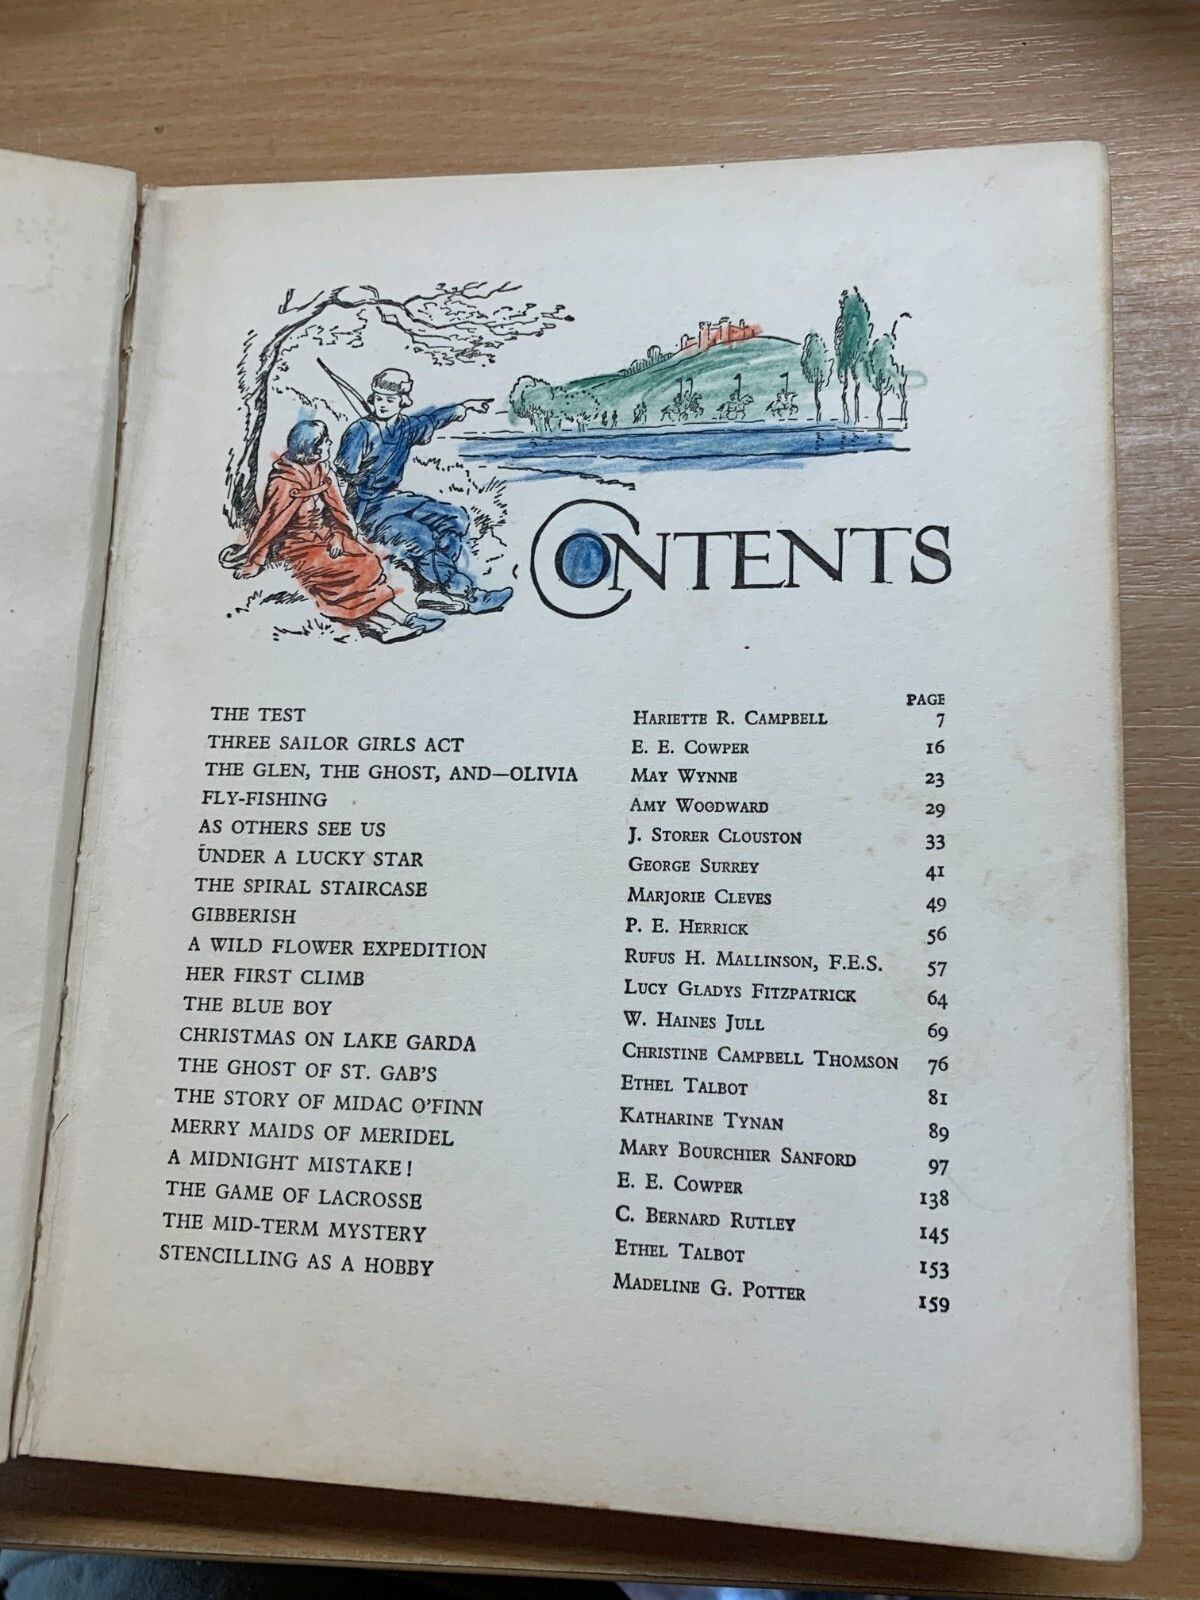 CONTENTS
PAGE
THE TEST Hariette R. Campbell 7
THREE SAILOR GIRLS ACT E. E. Cowper 16
THE GLEN, THE GHOST, AND—OLIVIA May Wynne 23
FLY-FISHING Amy Woodward 29
AS OTHERS SEE US J. Storer Clouston 33
UNDER A LUCKY STAR George Surrey 41
THE SPIRAL STAIRCASE Marjorie Cleves 49
GIBBERISH P. E. Herrick 56
A WILD FLOWER EXPEDITION Rufus H. Mallinson, F.E.S. 57
HER FIRST CLIMB Lucy Gladys Fitzpatrick 64
THE BLUE BOY W. Haines Jull 69
CHRISTMAS ON LAKE GARDA Christine Campbell Thomson 76
THE GHOST OF ST. GAB'S Ethel Talbot 81
THE STORY OF MIDAC O'FINN Katharine Tynan 89
MERRY MAIDS OF MERIDEL Mary Bourchier Sanford 97
A MIDNIGHT MISTAKE! E. E. Cowper 138
THE GAME OF LACROSSE C. Bernard Rutley 145
THE MID-TERM MYSTERY Ethel Talbot 153
STENCILLING AS A HOBBY Madeline G. Potter 159